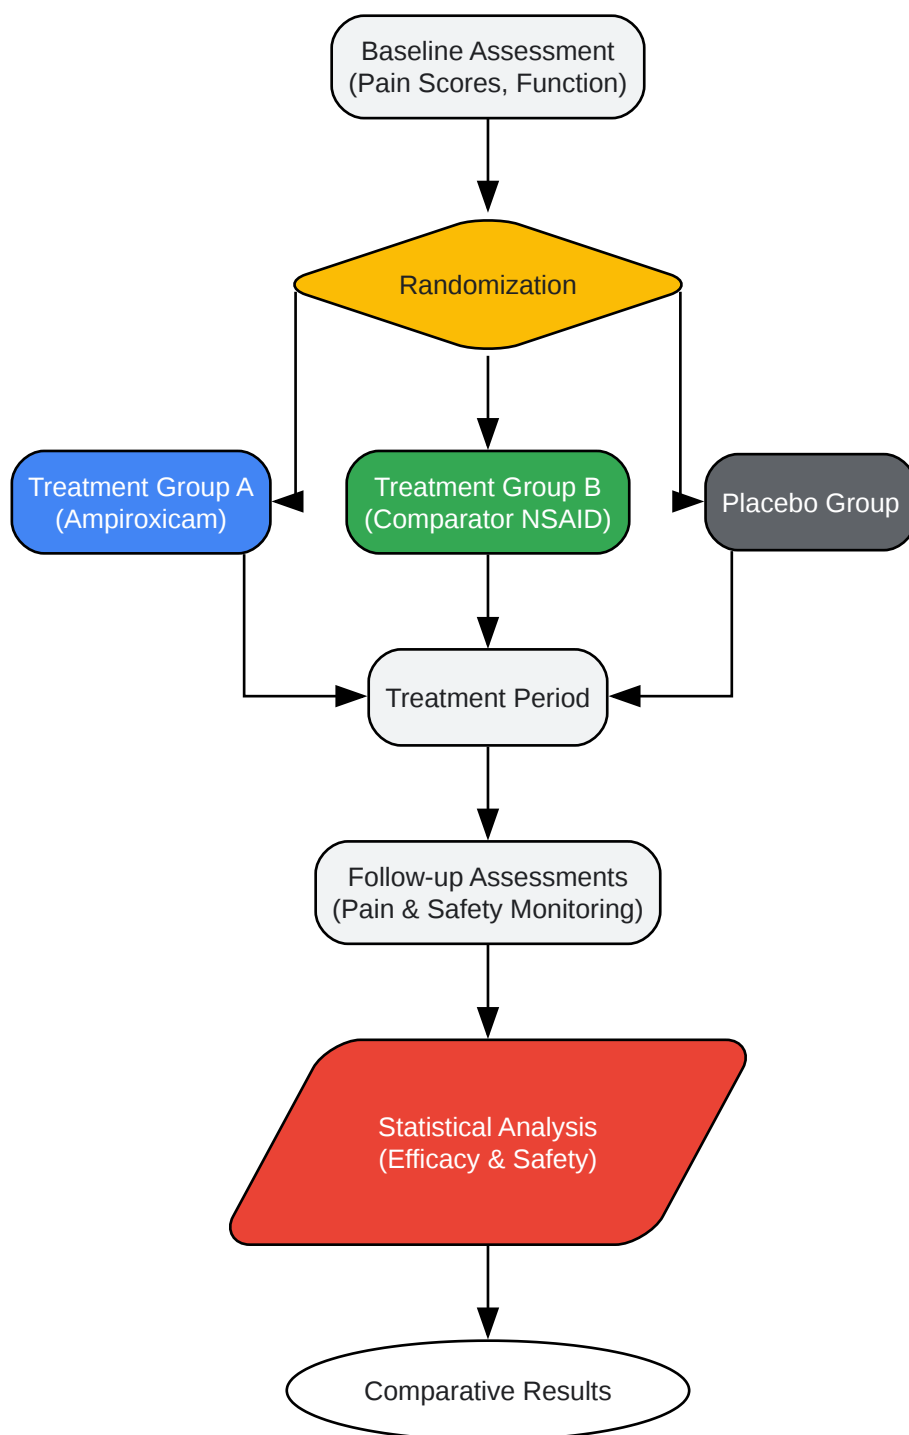 Baseline Assessment
(Pain Scores, Function)
Randomization
Treatment Group A
(Ampiroxicam)
Treatment Group B
(Comparator NSAID)
Placebo Group
Treatment Period
Follow-up Assessments
(Pain & Safety Monitoring)
Statistical Analysis
(Efficacy & Safety)
Comparative Results